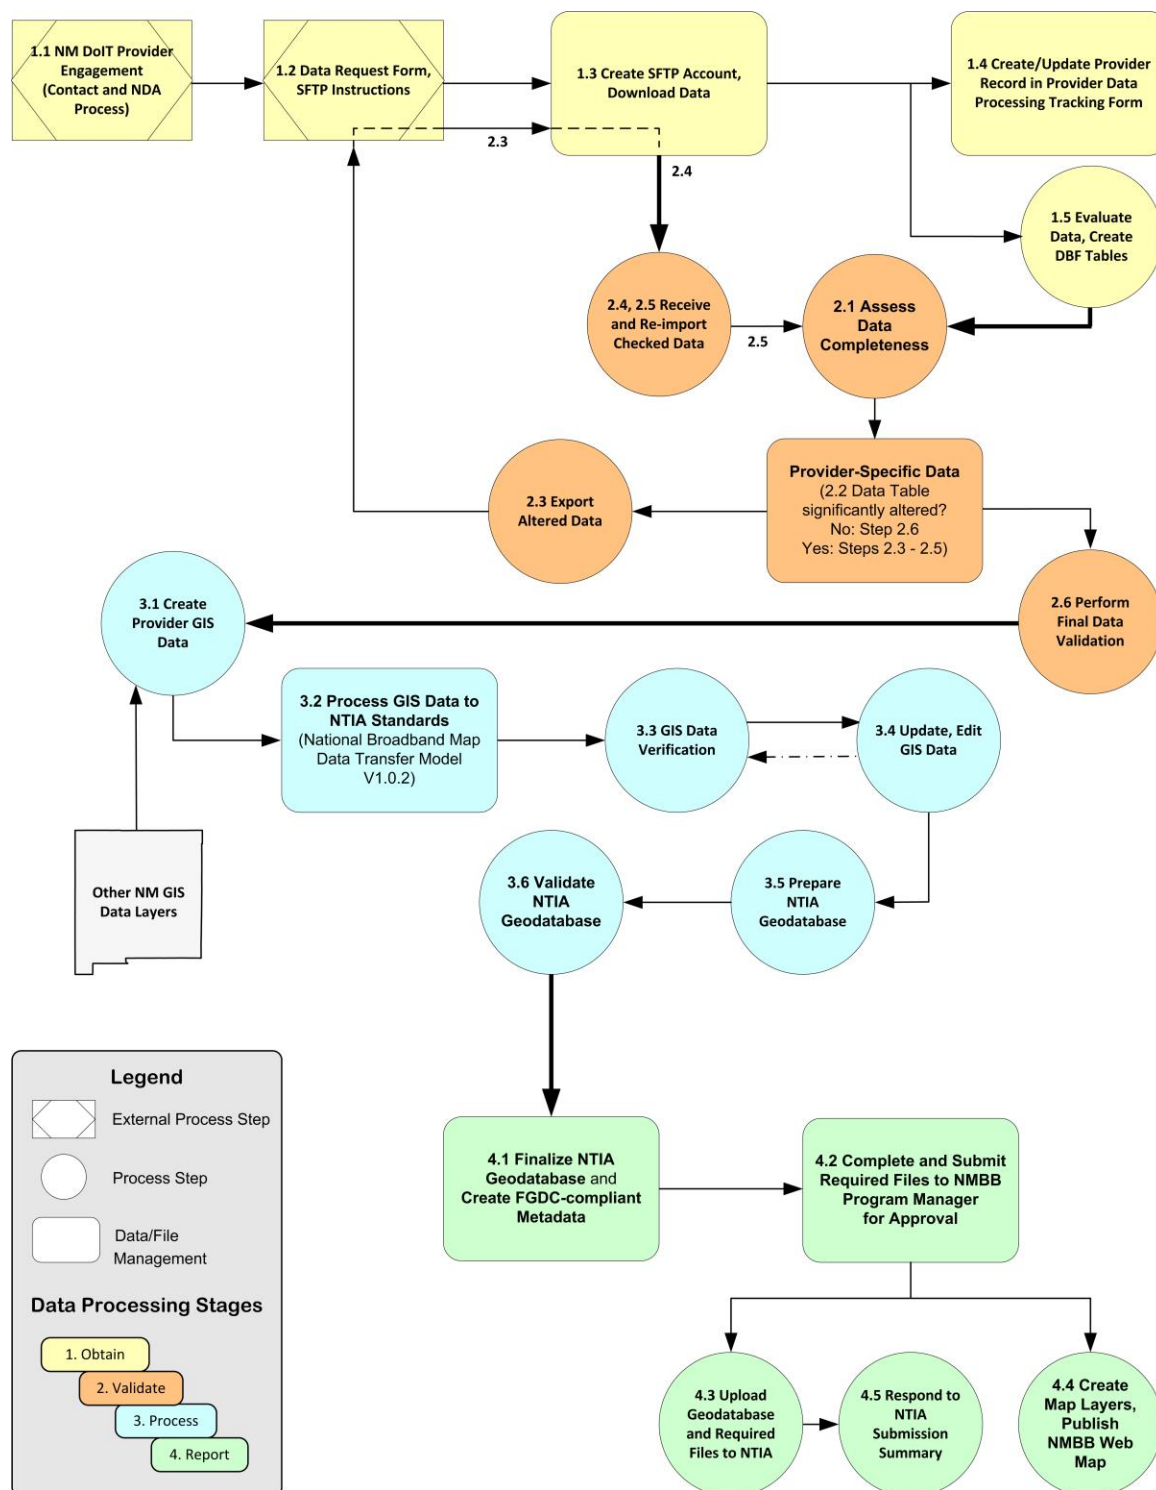 1.1 NM DoIT Provider
Engagement
(Contact and NDA
Process)
1.2 Data Request Form,
SFTP Instructions
1.3 Create SFTP Account,
Download Data
1.4 Create/Update Provider
Record in Provider Data
Processing Tracking Form
2.3
2.4
1.5 Evaluate
Data, Create
DBF Tables
2.4, 2.5 Receive
and Re-import
Checked Data
2.5
2.1 Assess
Data
Completeness
2.3 Export
Altered Data
Provider-Specific Data
(2.2 Data Table
significantly altered?
No: Step 2.6
Yes: Steps 2.3 - 2.5)
2.6 Perform
Final Data
Validation
3.1 Create
Provider GIS
Data
3.2 Process GIS Data to
NTIA Standards
(National Broadband Map
Data Transfer Model
V1.0.2)
3.3 GIS Data
Verification
3.4 Update, Edit
GIS Data
Other NM GIS
Data Layers
3.6 Validate
NTIA
Geodatabase
3.5 Prepare
NTIA
Geodatabase
Legend
External Process Step
Process Step
Data/File
Management
Data Processing Stages
1. Obtain
2. Validate
3. Process
4. Report
4.1 Finalize NTIA
Geodatabase and
Create FGDC-compliant
Metadata
4.2 Complete and Submit
Required Files to NMBB
Program Manager
for Approval
4.3 Upload
Geodatabase
and Required
Files to NTIA
4.5 Respond to
NTIA
Submission
Summary
4.4 Create
Map Layers,
Publish
NMBB Web
Map